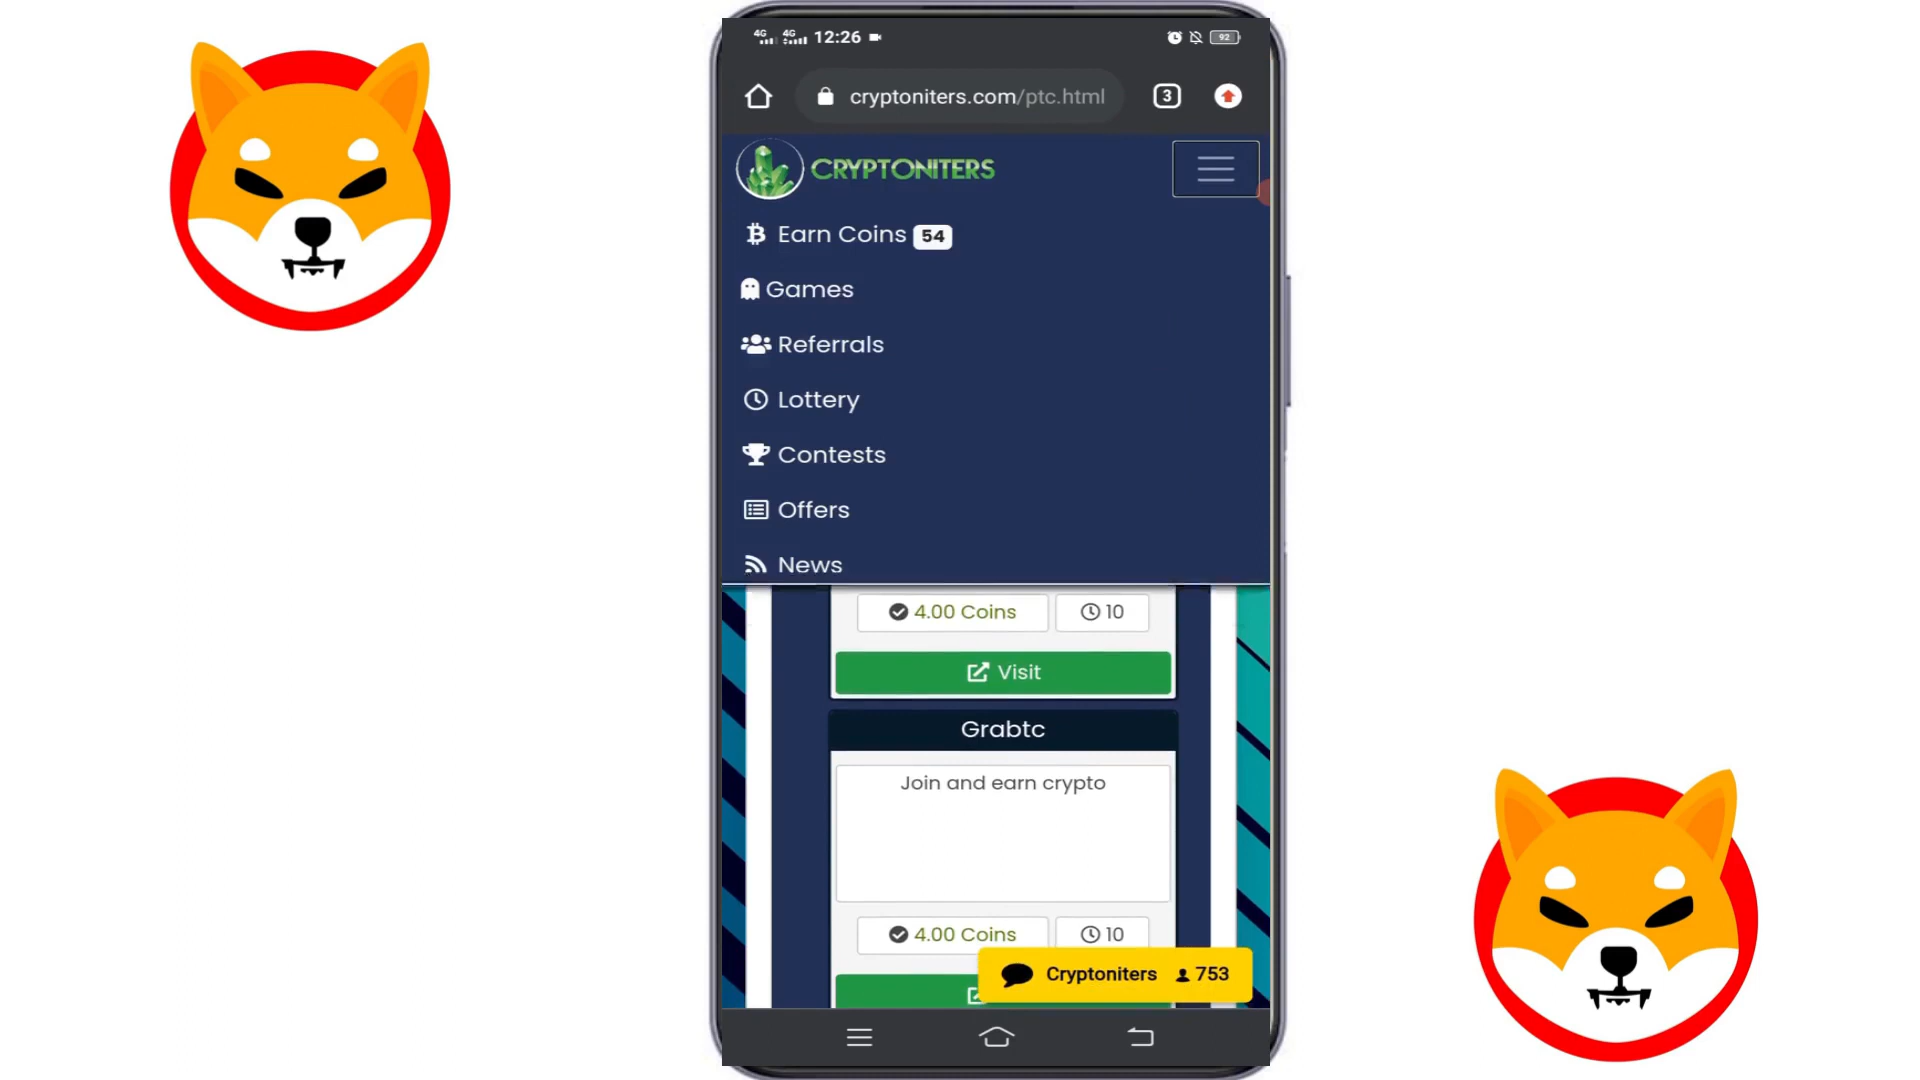 4G 4G 12:26 92
cryptoniters.com/ptc.html 3
CRYPTONITERS
Earn Coins 54
Games
Referrals
Lottery
Contests
Offers
News
4.00 Coins 10
Visit
Grabtc
Join and earn crypto
4.00 Coins 10
Cryptoniters 753